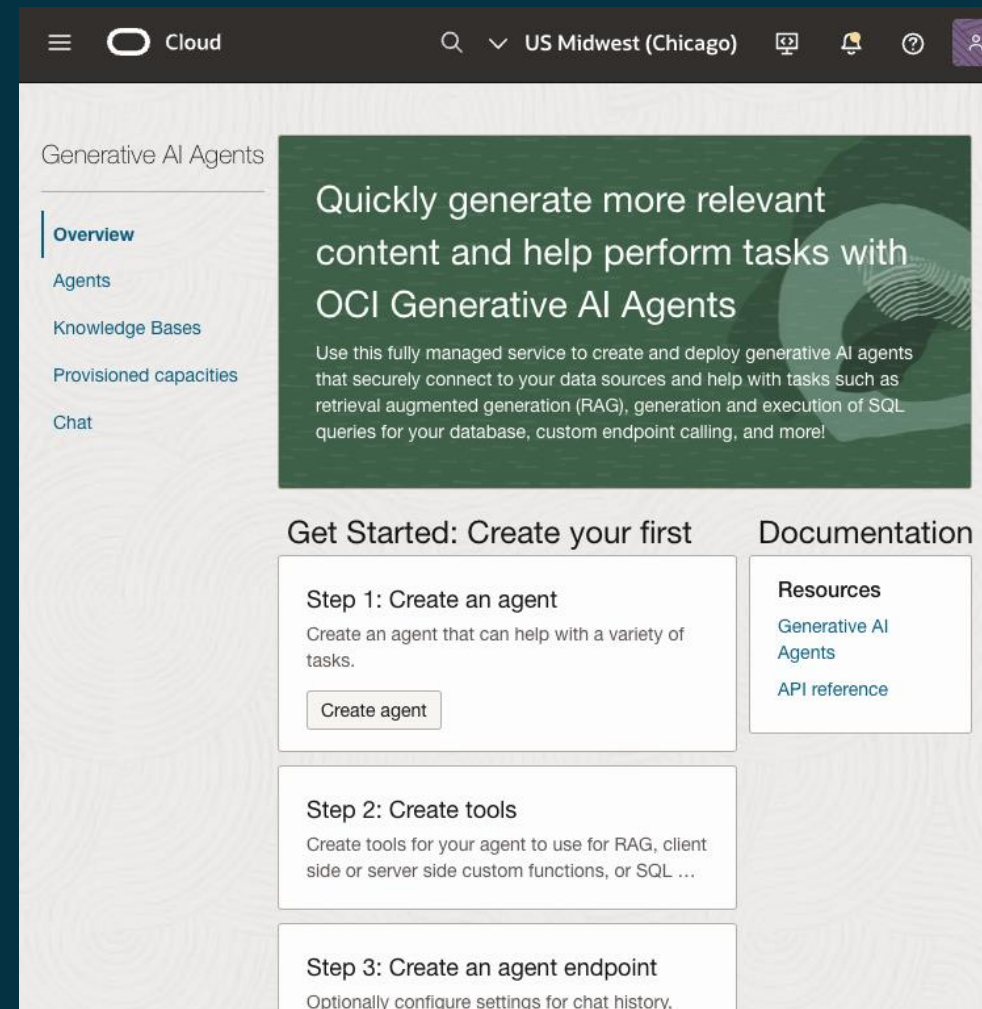 Cloud
US Midwest (Chicago)
Generative AI Agents
Overview
Agents
Knowledge Bases
Provisioned capacities
Chat
Quickly generate more relevant
content and help perform tasks with
OCI Generative AI Agents
Use this fully managed service to create and deploy generative AI agents
that securely connect to your data sources and help with tasks such as
retrieval augmented generation (RAG), generation and execution of SQL
queries for your database, custom endpoint calling, and more!
Get Started: Create your first
Step 1: Create an agent
Create an agent that can help with a variety of
tasks.
Create agent
Step 2: Create tools
Create tools for your agent to use for RAG, client
side or server side custom functions, or SQL ...
Step 3: Create an agent endpoint
Optionally configure settings for chat history,
Documentation
Resources
Generative AI
Agents
API reference